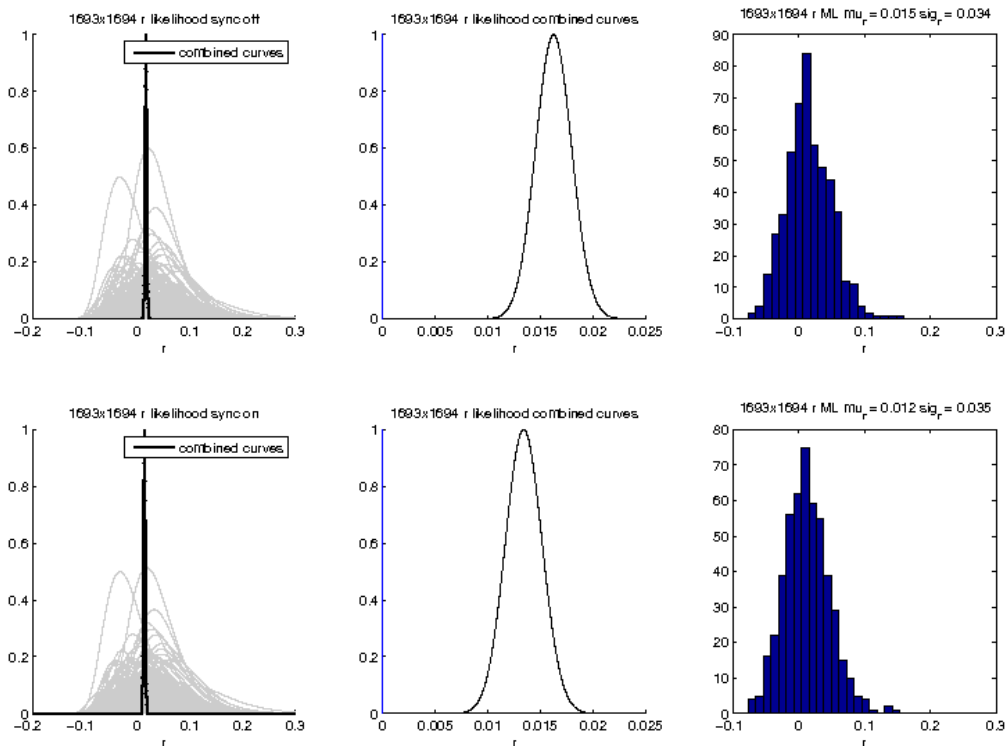 1693x1694 r likelihood sync off
1693x1694 r likelihood combined curves
1693x1694 r ML mu_r = 0.015 sig_r = 0.034
combined curves
1
0.8
0.6
0.4
0.2
0
-0.2 -0.1 0 0.1 0.2 0.3
r
1
0.8
0.6
0.4
0.2
0
0 0.005 0.01 0.015 0.02 0.025
r
90
80
70
60
50
40
30
20
10
0
-0.1 0 0.1 0.2 0.3
r
1693x1694 r likelihood sync on
1693x1694 r likelihood combined curves
1693x1694 r ML mu_r = 0.012 sig_r = 0.035
combined curves
1
0.8
0.6
0.4
0.2
0
-0.2 -0.1 0 0.1 0.2 0.3
r
1
0.8
0.6
0.4
0.2
0
0 0.005 0.01 0.015 0.02 0.025
r
80
70
60
50
40
30
20
10
0
-0.1 0 0.1 0.2 0.3
r